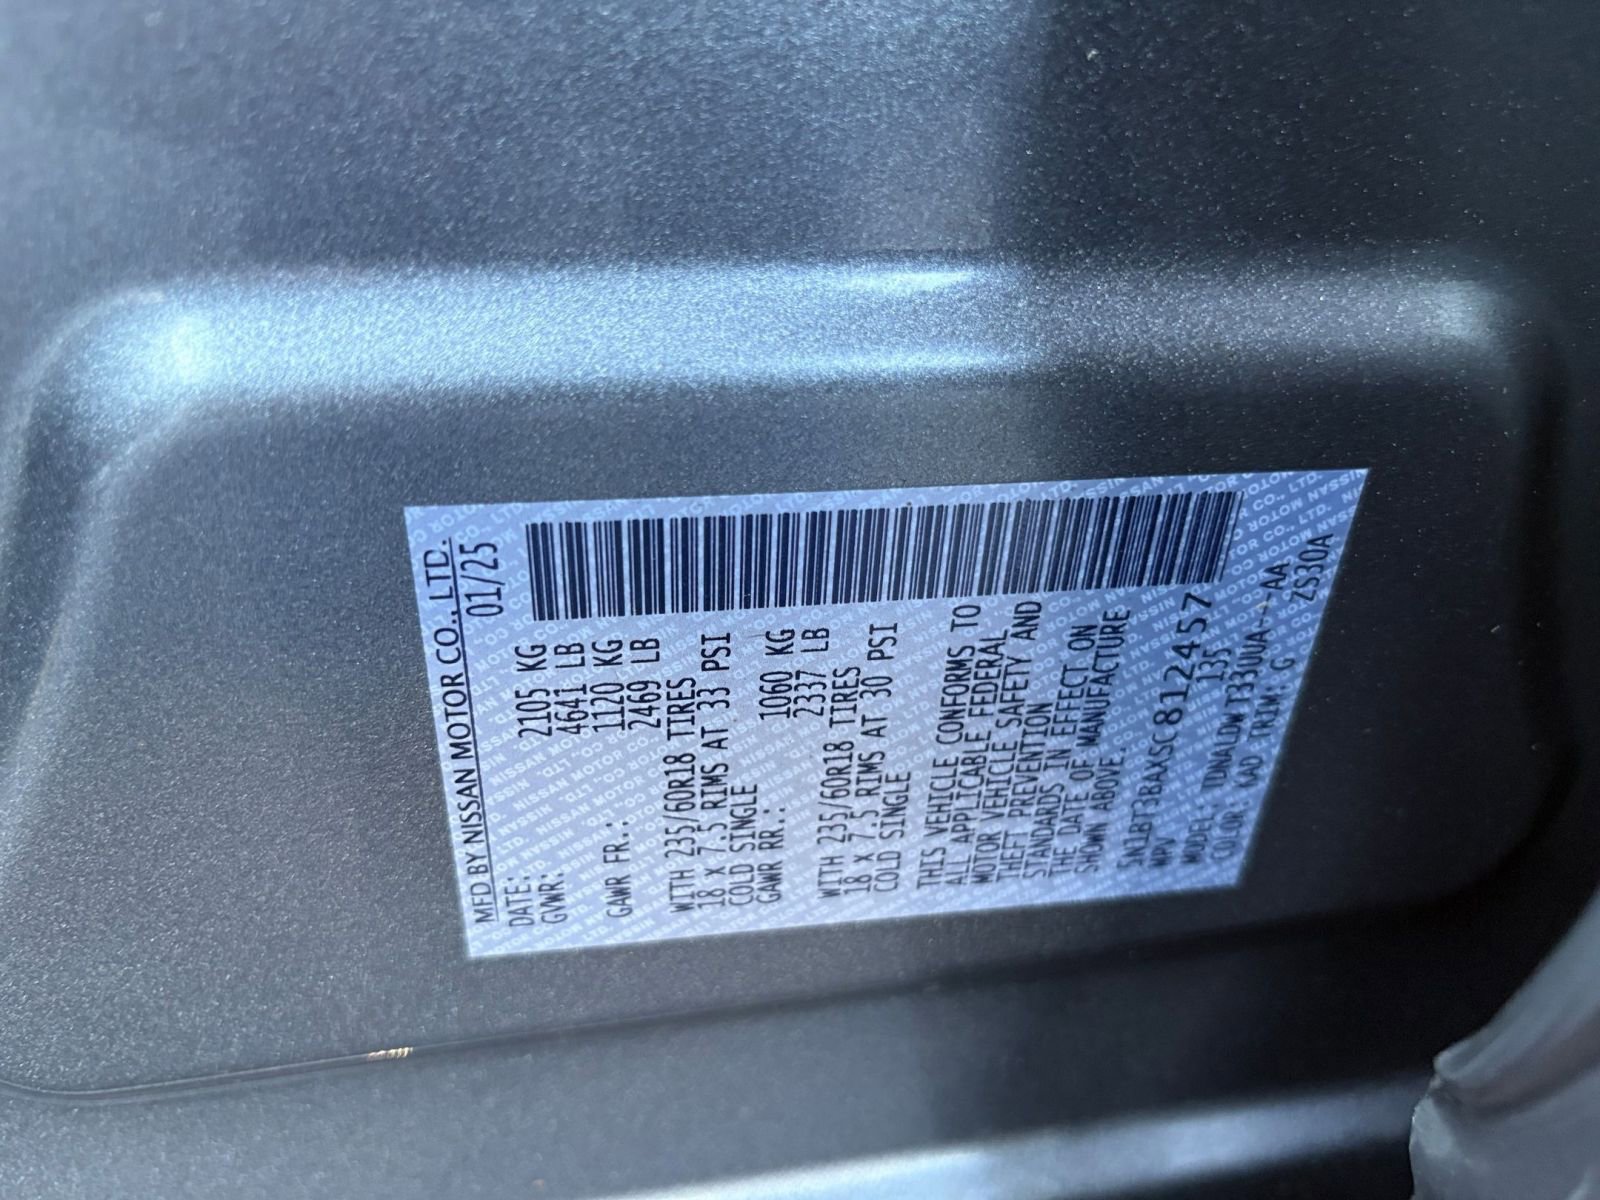 MFD BY NISSAN MOTOR CO., LTD.
DATE: 01/25
GVWR: 2105 KG
4641 LB
GAWR FR.: 1120 KG
2469 LB
WITH 235/60R18 TIRES
18 X 7.5 RIMS AT 33 PSI
COLD SINGLE
GAWR RR.: 1060 KG
2337 LB
WITH 235/60R18 TIRES
18 X 7.5 RIMS AT 30 PSI
COLD SINGLE
THIS VEHICLE CONFORMS TO
ALL APPLICABLE FEDERAL
MOTOR VEHICLE SAFETY AND
THEFT PREVENTION
STANDARDS IN EFFECT ON
THE DATE OF MANUFACTURE
SHOWN ABOVE.
JN1BT3BAXSC812457
MPV 135
MODEL: TDNALDWT33UUA---AA
COLOR: KAD TRIM: G ZS30A